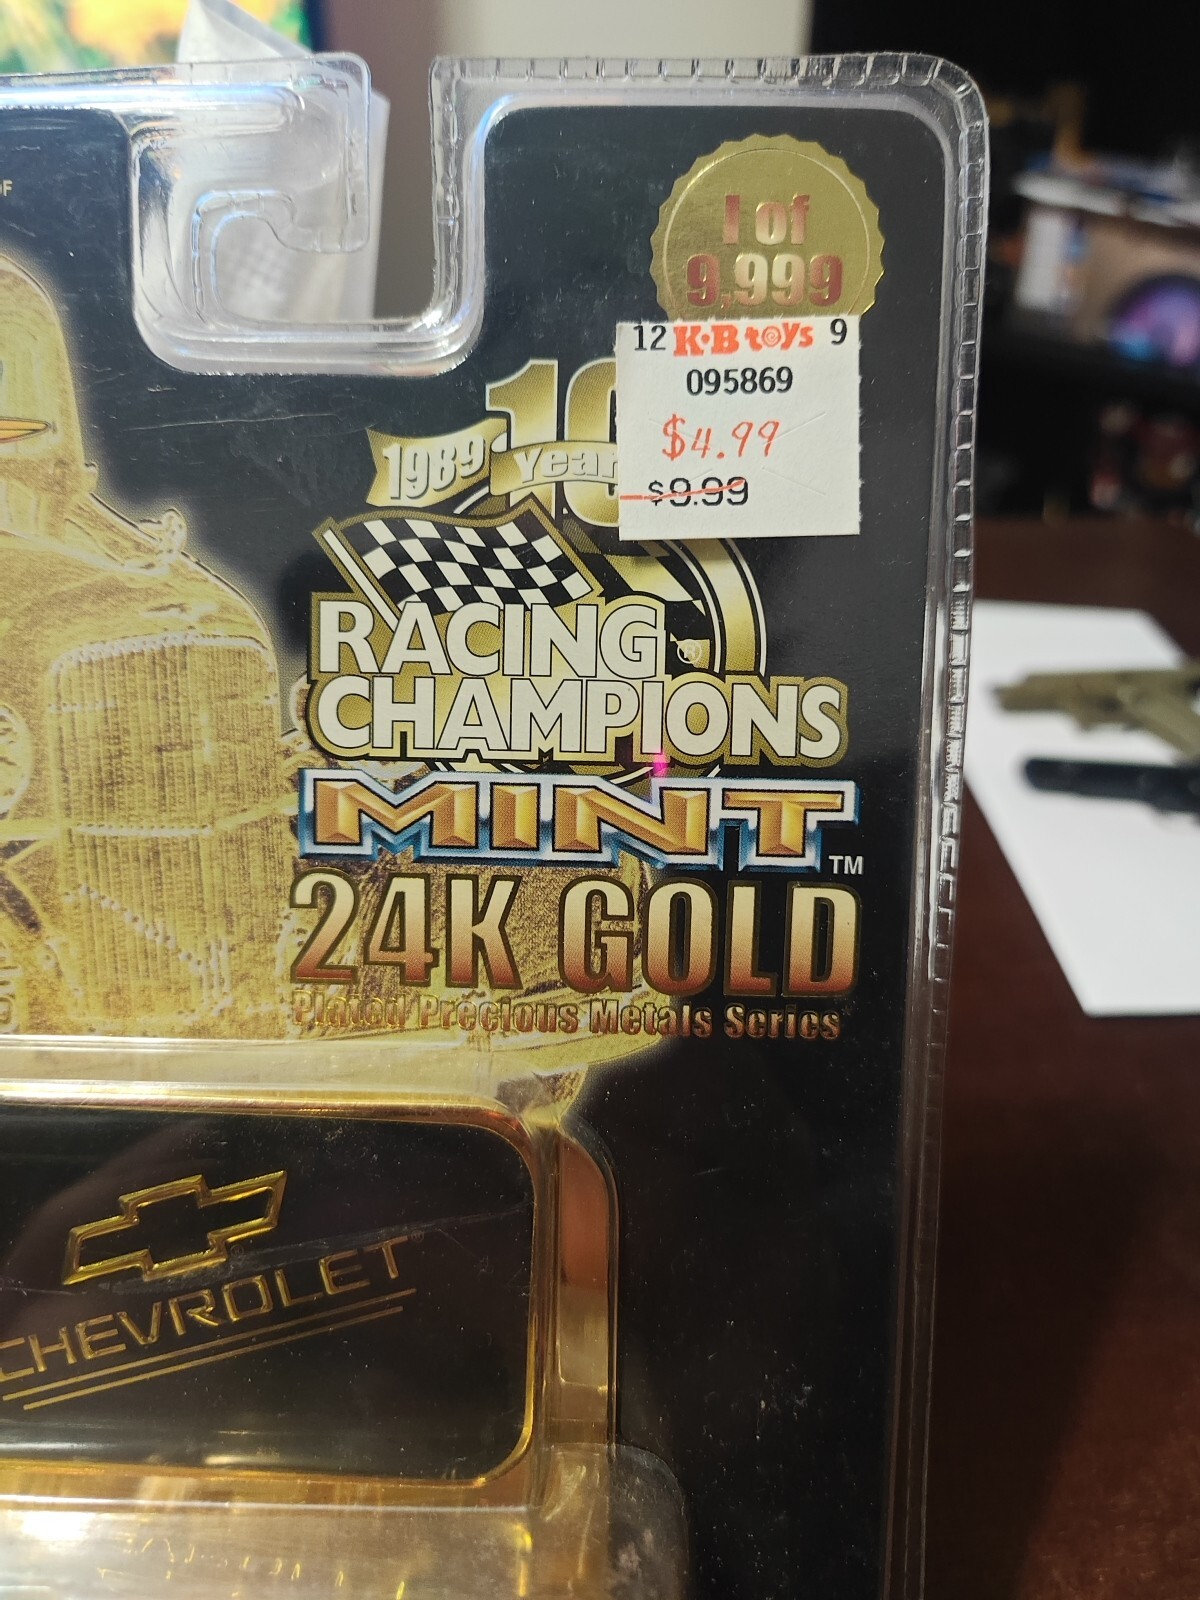 1 of
9,999
12 K·B toys 9
095869
$4.99
$9.99
10
1989 Year
RACING ®
CHAMPIONS
MINT ™
24K GOLD
Plated Precious Metals Series
CHEVROLET